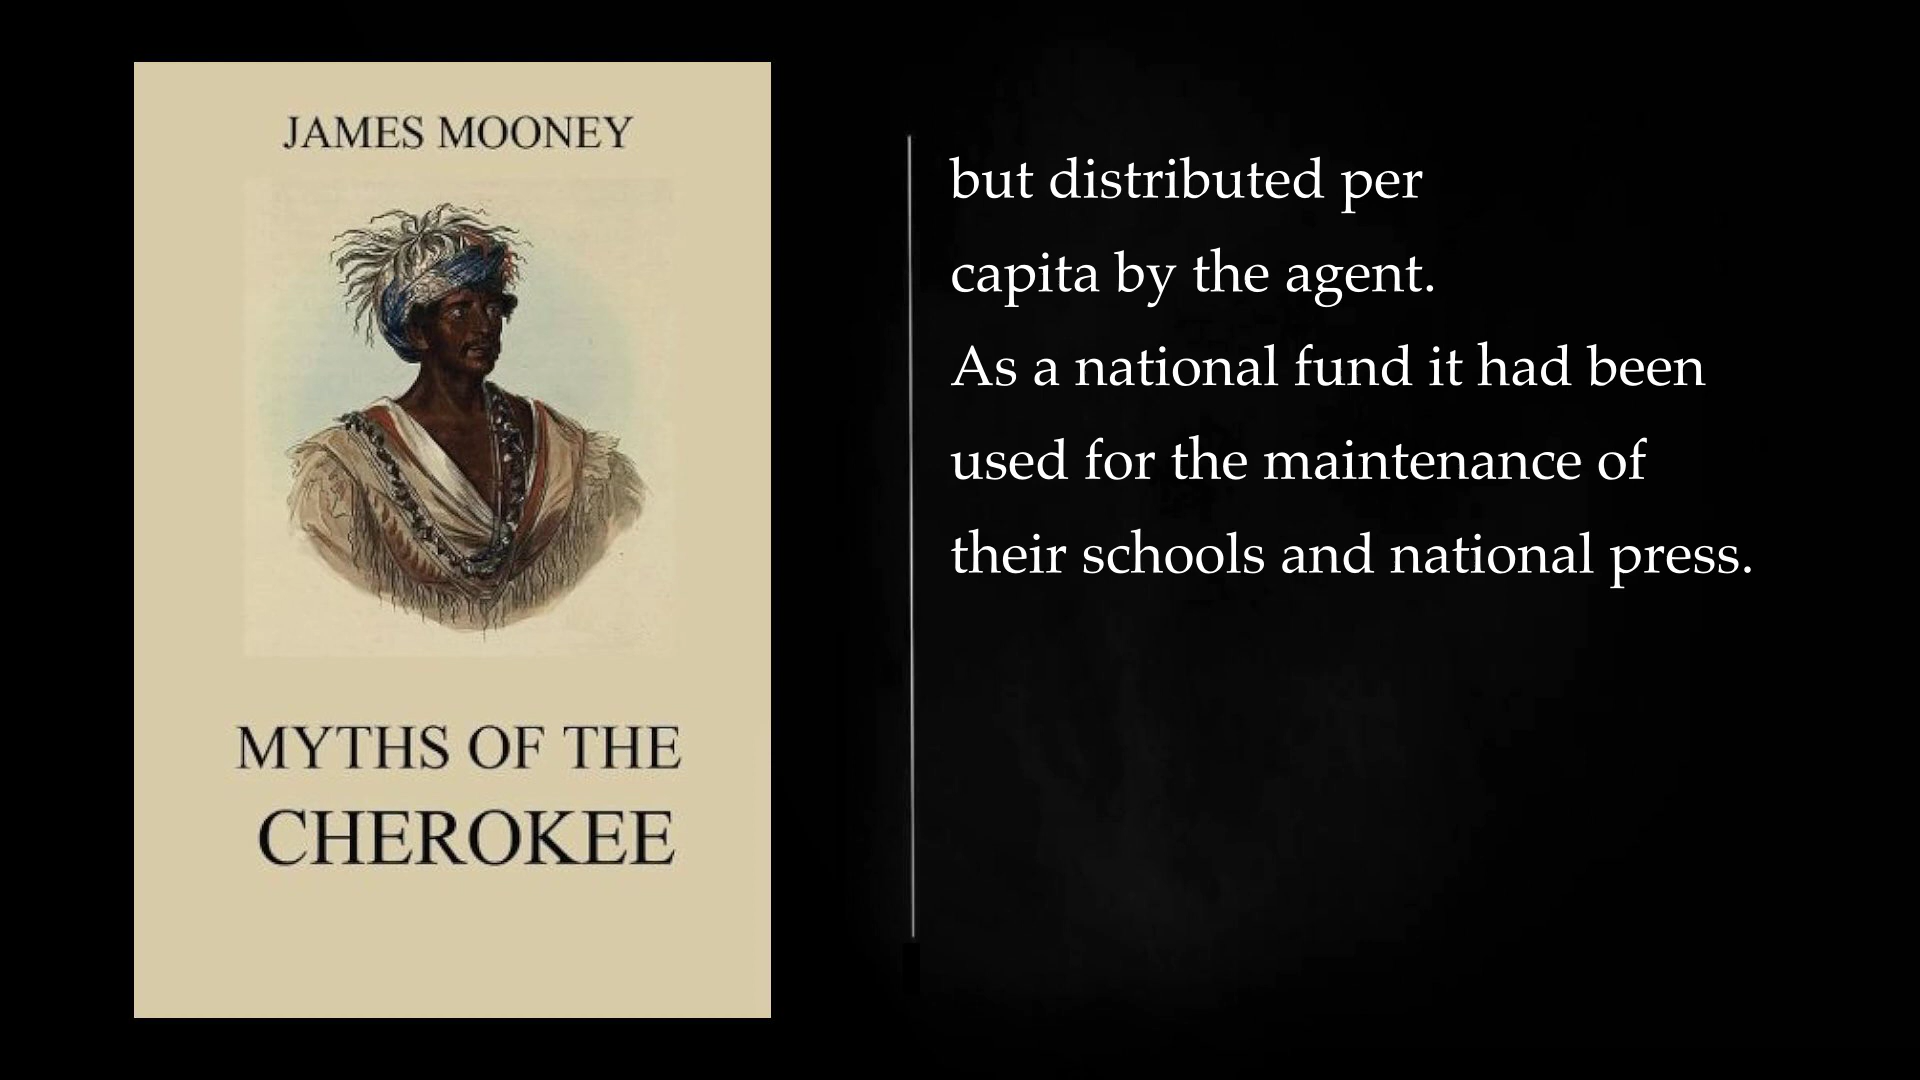 JAMES MOONEY
MYTHS OF THE
CHEROKEE
but distributed per
capita by the agent.
As a national fund it had been
used for the maintenance of
their schools and national press.